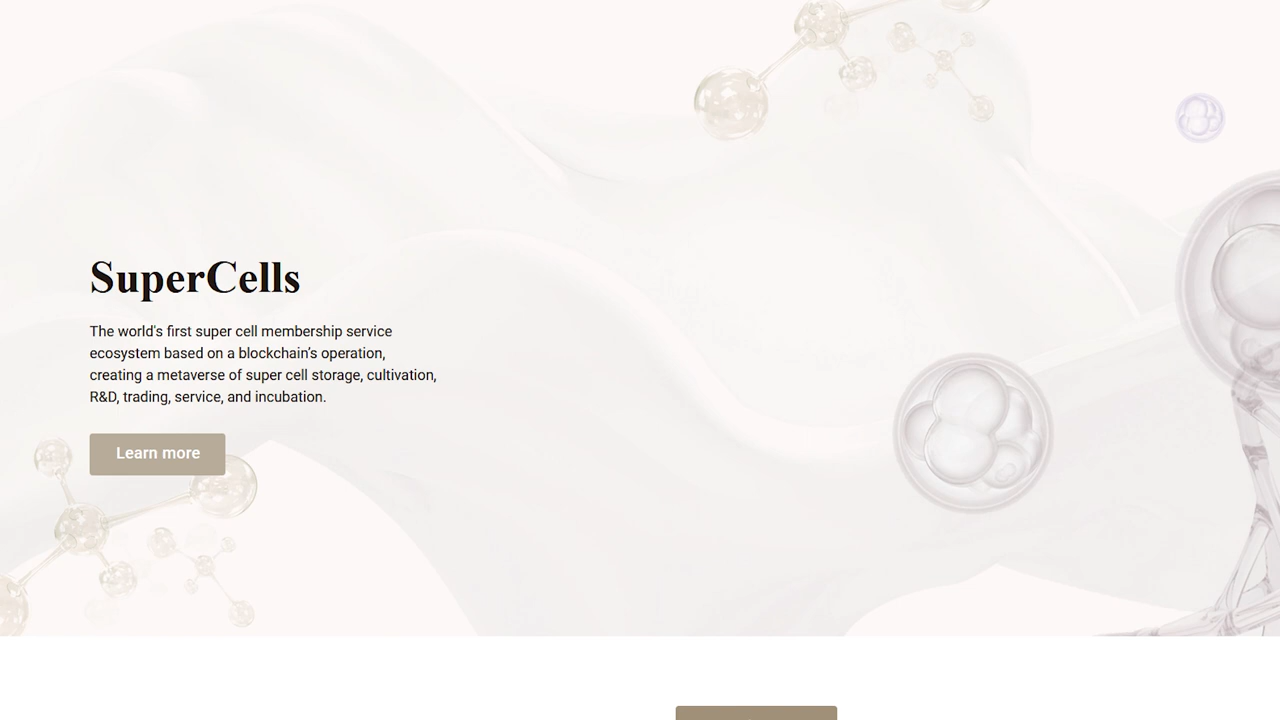 SuperCells
The world's first super cell membership service
ecosystem based on a blockchain’s operation,
creating a metaverse of super cell storage, cultivation,
R&D, trading, service, and incubation.
Learn more